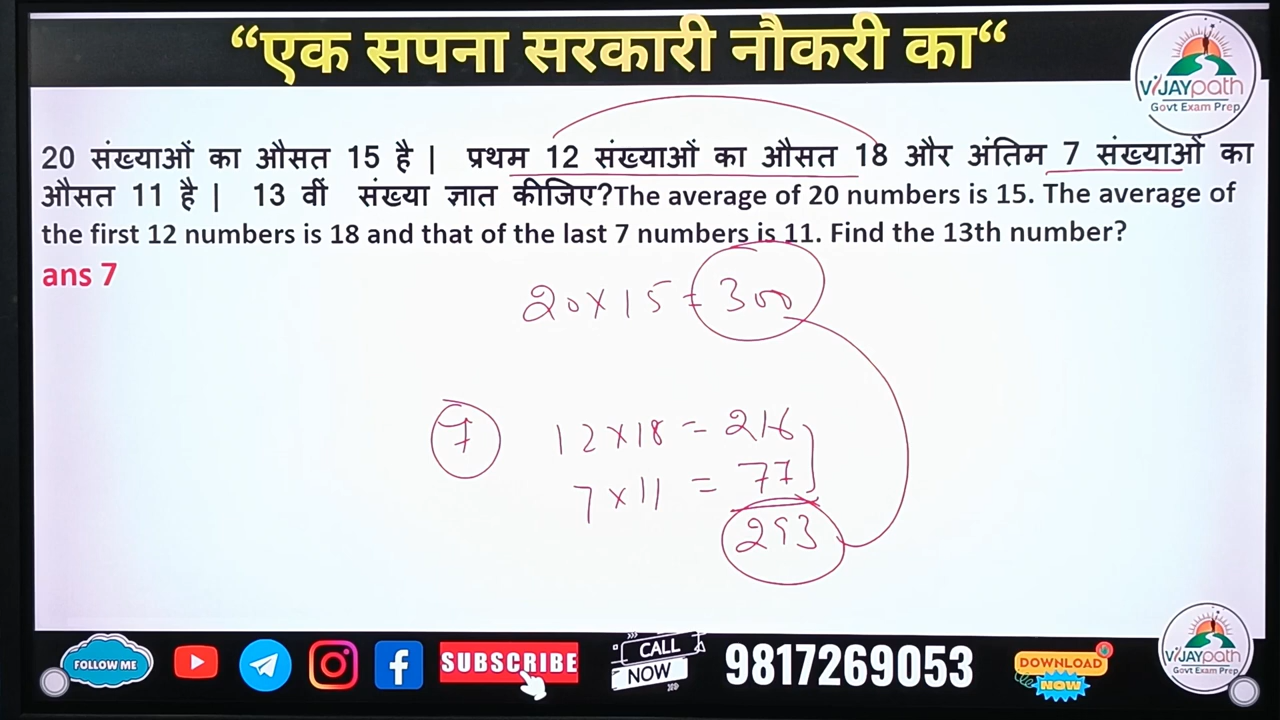 “एक सपना सरकारी नौकरी का“
ViJAYpath
Govt Exam Prep
20 संख्याओं का औसत 15 है | प्रथम 12 संख्याओं का औसत 18 और अंतिम 7 संख्याओं का
औसत 11 है | 13 वीं संख्या ज्ञात कीजिए?The average of 20 numbers is 15. The average of
the first 12 numbers is 18 and that of the last 7 numbers is 11. Find the 13th number?
ans 7
20×15 = 300
7
12×18 = 216
7×11 = 77
293
FOLLOW ME
SUBSCRIBE
CALL
NOW
9817269053
DOWNLOAD
NOW
ViJAYpath
Govt Exam Prep